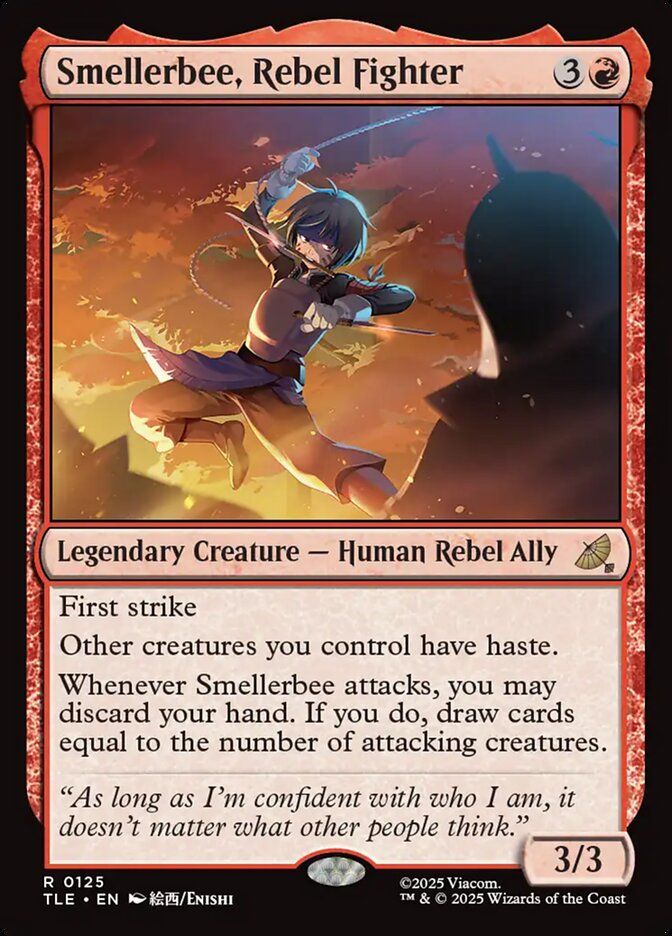 Smellerbee, Rebel Fighter 3
Legendary Creature — Human Rebel Ally
First strike
Other creatures you control have haste.
Whenever Smellerbee attacks, you may
discard your hand. If you do, draw cards
equal to the number of attacking creatures.
“As long as I’m confident with who I am, it
doesn’t matter what other people think.”
3/3
R 0125
TLE • EN 絵西/Enishi
©2025 Viacom.
™ & © 2025 Wizards of the Coast